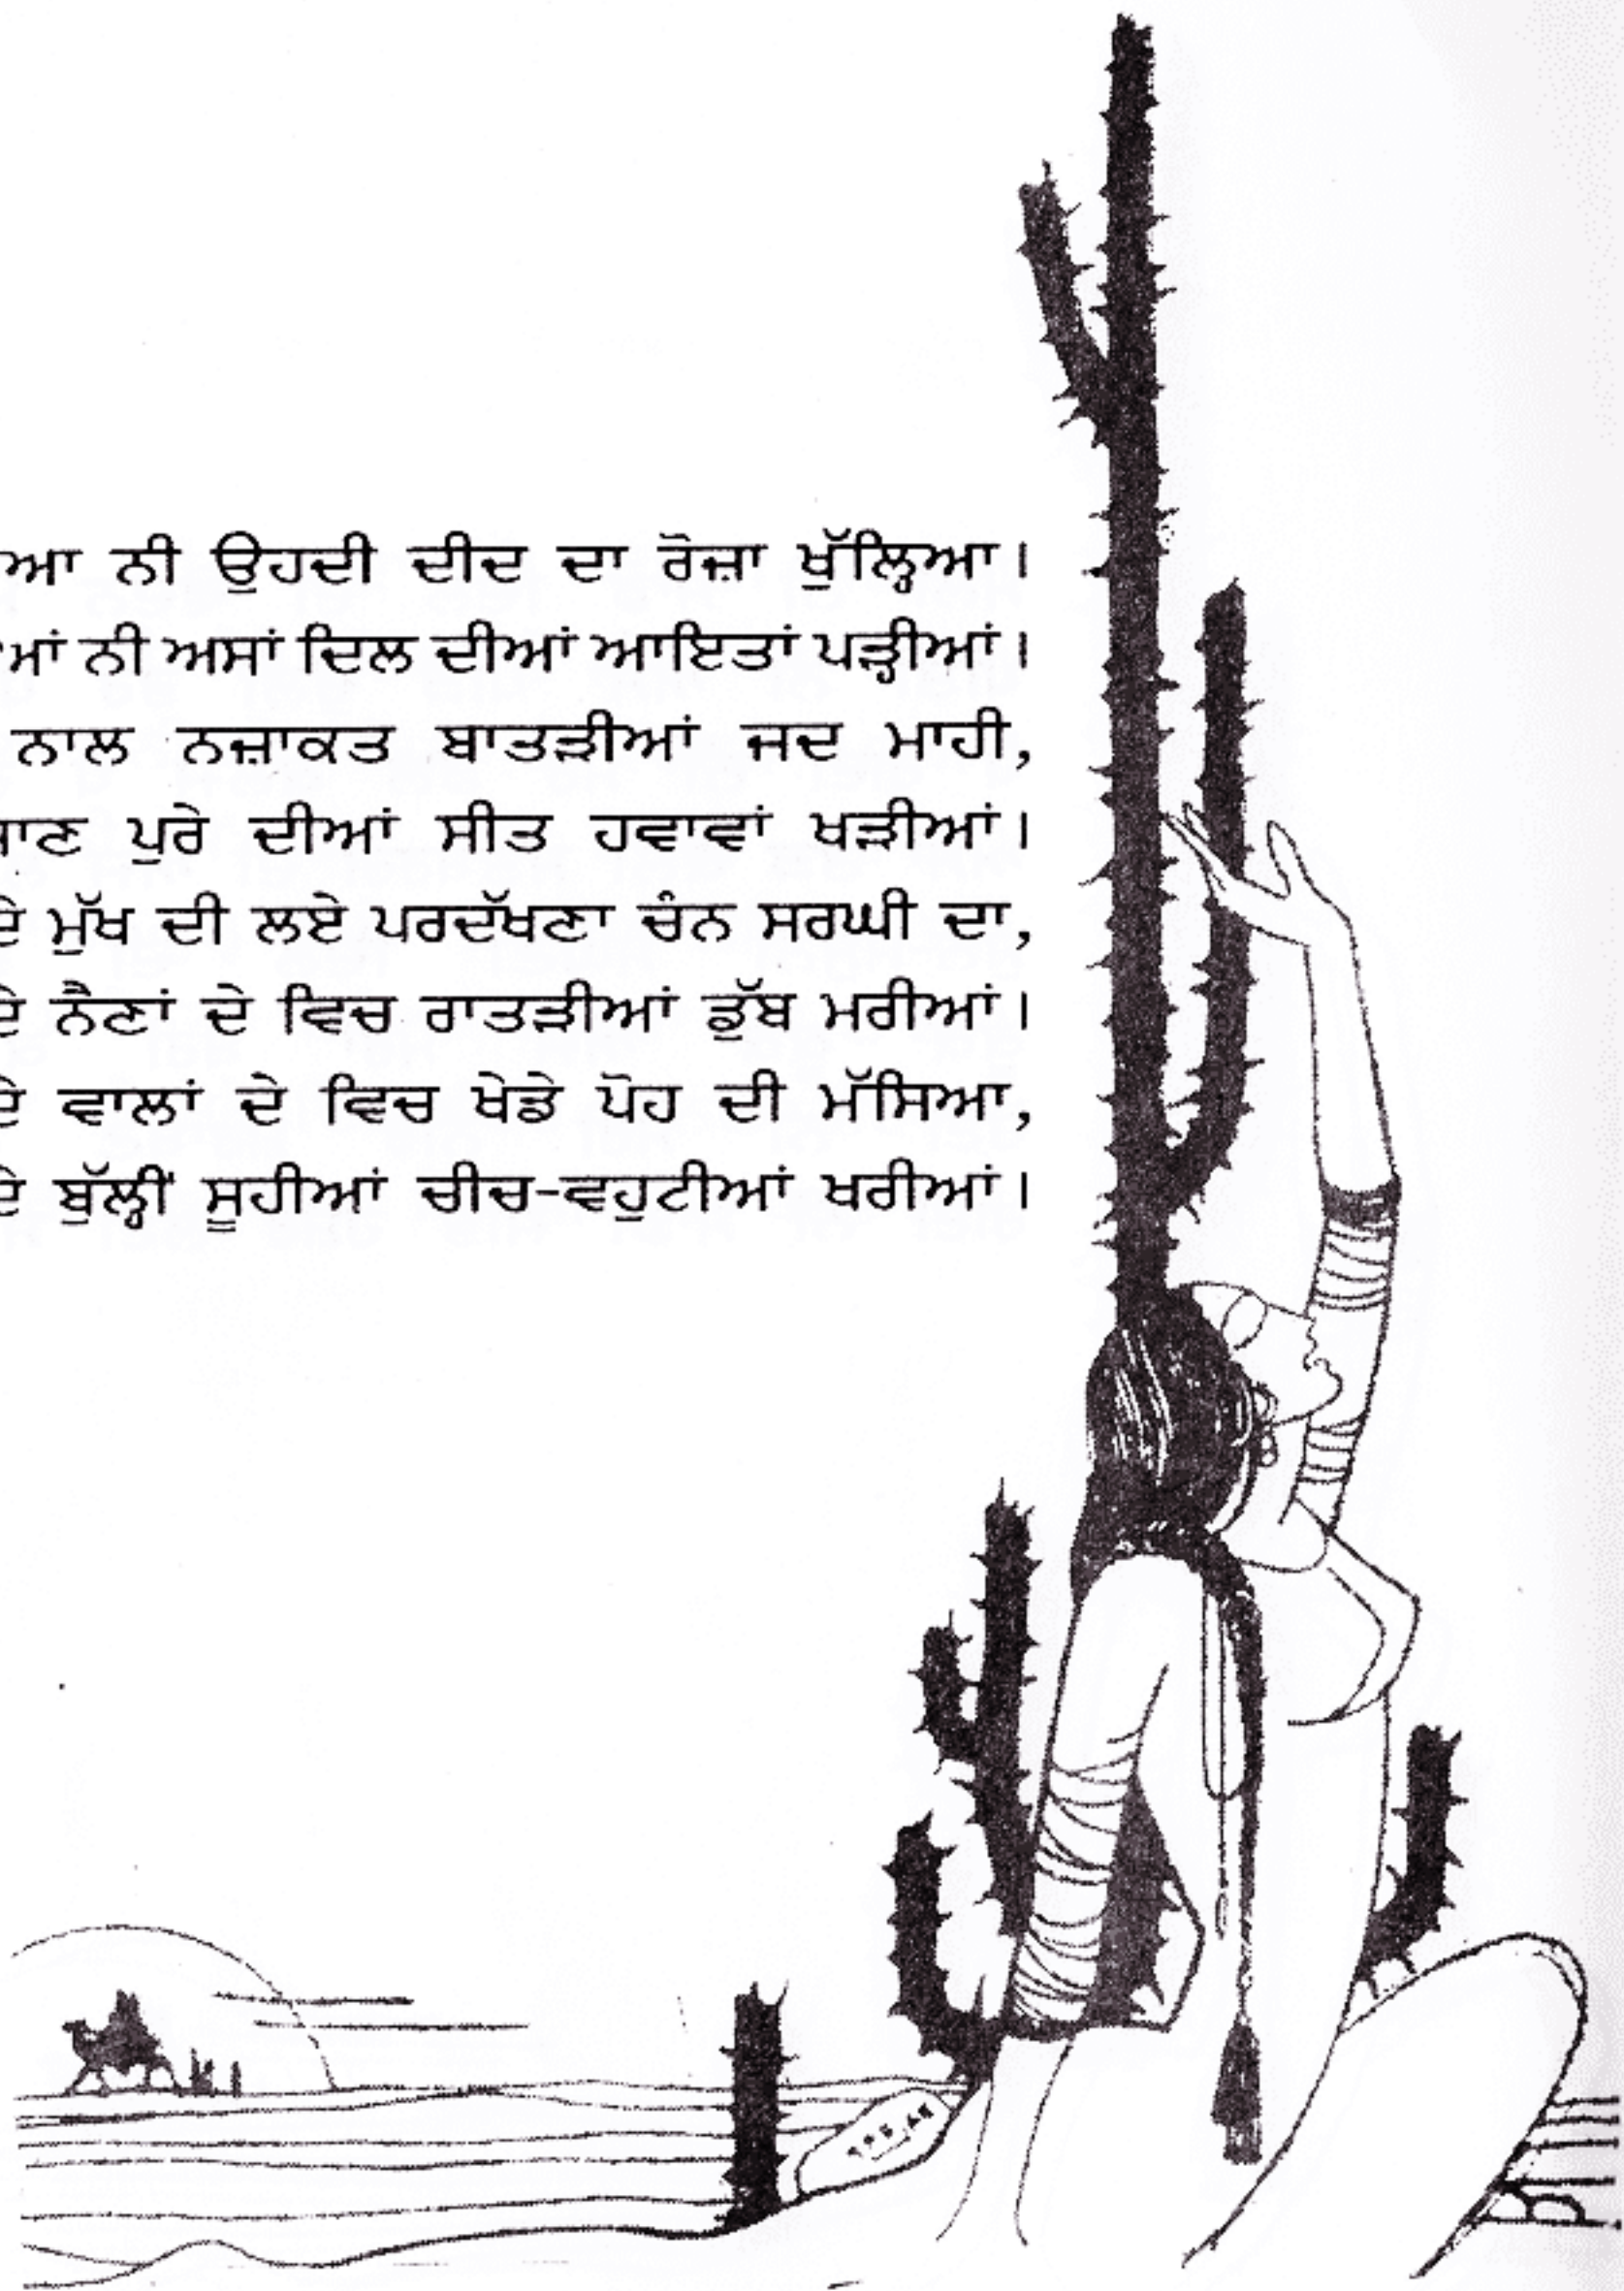 ਨੀ ਉਹਦੀ ਦੀਦ ਦਾ ਰੋਜ਼ਾ ਖੁੱਲ੍ਹਿਆ।
ਨੀ ਅਸਾਂ ਦਿਲ ਦੀਆਂ ਆਇਤਾਂ ਪੜ੍ਹੀਆਂ।
ਨਾਲ ਨਜ਼ਾਕਤ ਬਾਤੜੀਆਂ ਜਦ ਮਾਹੀ,
ਪੁਰੇ ਦੀਆਂ ਸੀਤ ਹਵਾਵਾਂ ਖੜੀਆਂ।
ਮੁੱਖ ਦੀ ਲਏ ਪਰਦੱਖਣਾ ਚੰਨ ਸਰਘੀ ਦਾ,
ਨੈਣਾਂ ਦੇ ਵਿਚ ਰਾਤੜੀਆਂ ਡੁੱਬ ਮਰੀਆਂ।
ਵਾਲਾਂ ਦੇ ਵਿਚ ਖੇਡੇ ਪੋਹ ਦੀ ਮੱਸਿਆ,
ਬੁੱਲ੍ਹੀਂ ਸੂਹੀਆਂ ਚੀਚ-ਵਹੁਟੀਆਂ ਖਰੀਆਂ।